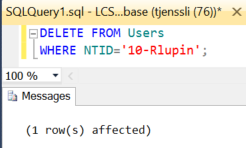 SQLQuery1.sql - LCS...base (tjenssli (76))* ×
DELETE FROM Users
WHERE NTID='10-Rlupin';
100 %
Messages
(1 row(s) affected)